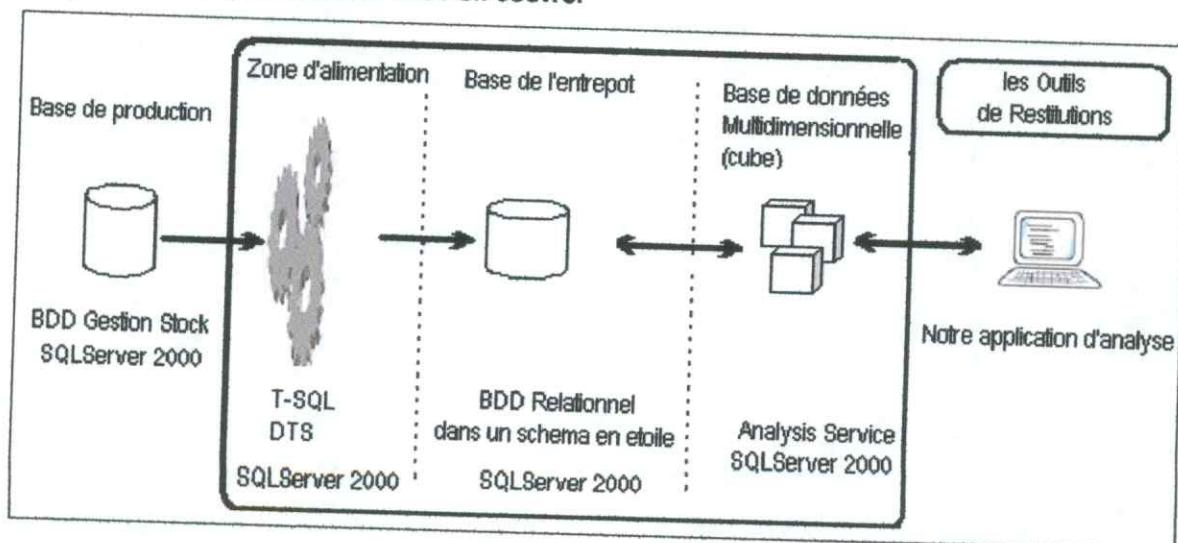 Base de production
BDD Gestion Stock
SQLServer 2000
Zone d'alimentation
T-SQL
DTS
SQLServer 2000
Base de l'entrepot
BDD Relationnel
dans un schema en etoile
SQLServer 2000
Base de données
Multidimensionnelle
(cube)
Analysis Service
SQLServer 2000
les Outils
de Restitutions
Notre application d'analyse